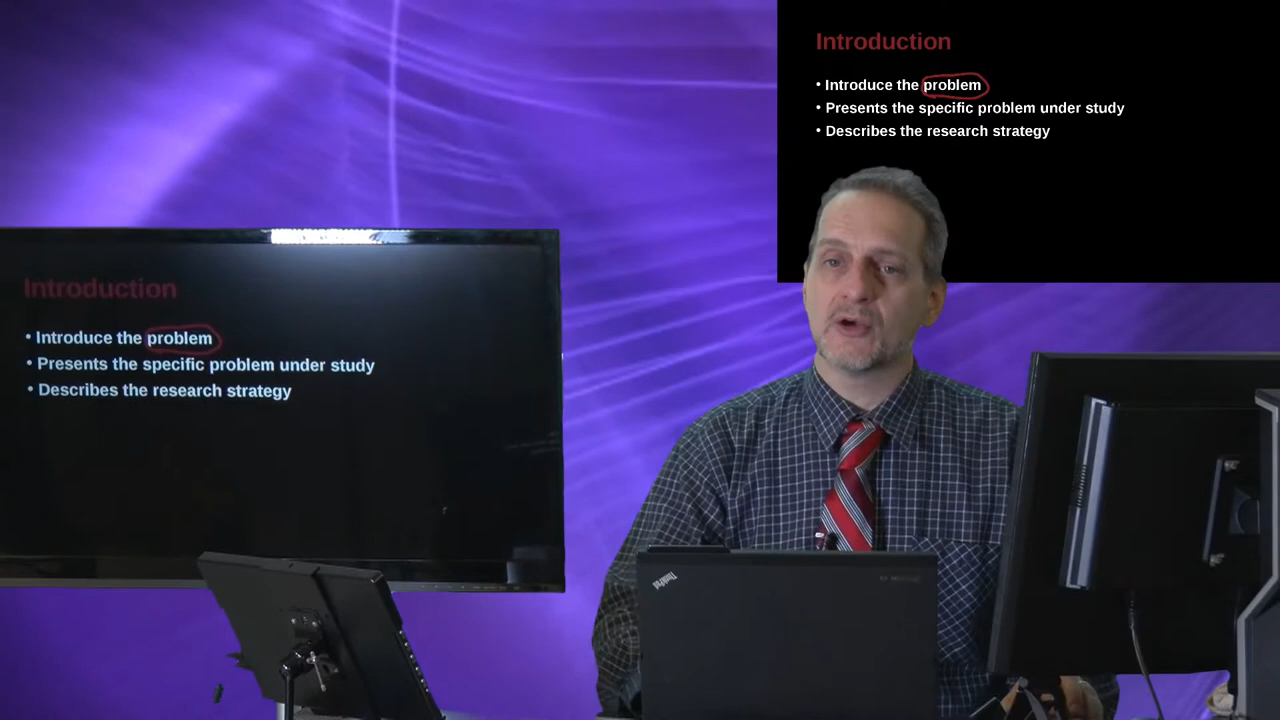 Introduction
• Introduce the problem
• Presents the specific problem under study
• Describes the research strategy
Introduction
• Introduce the problem
• Presents the specific problem under study
• Describes the research strategy
ThinkPad